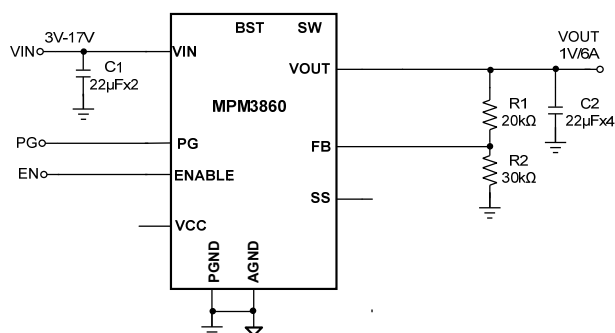 3V-17V
VIN
C1
22µFx2
PG
EN
BST SW
VIN
VOUT
MPM3860
PG
FB
ENABLE
SS
VCC
PGND
AGND
VOUT
1V/6A
R1
20kΩ
C2
22µFx4
R2
30kΩ